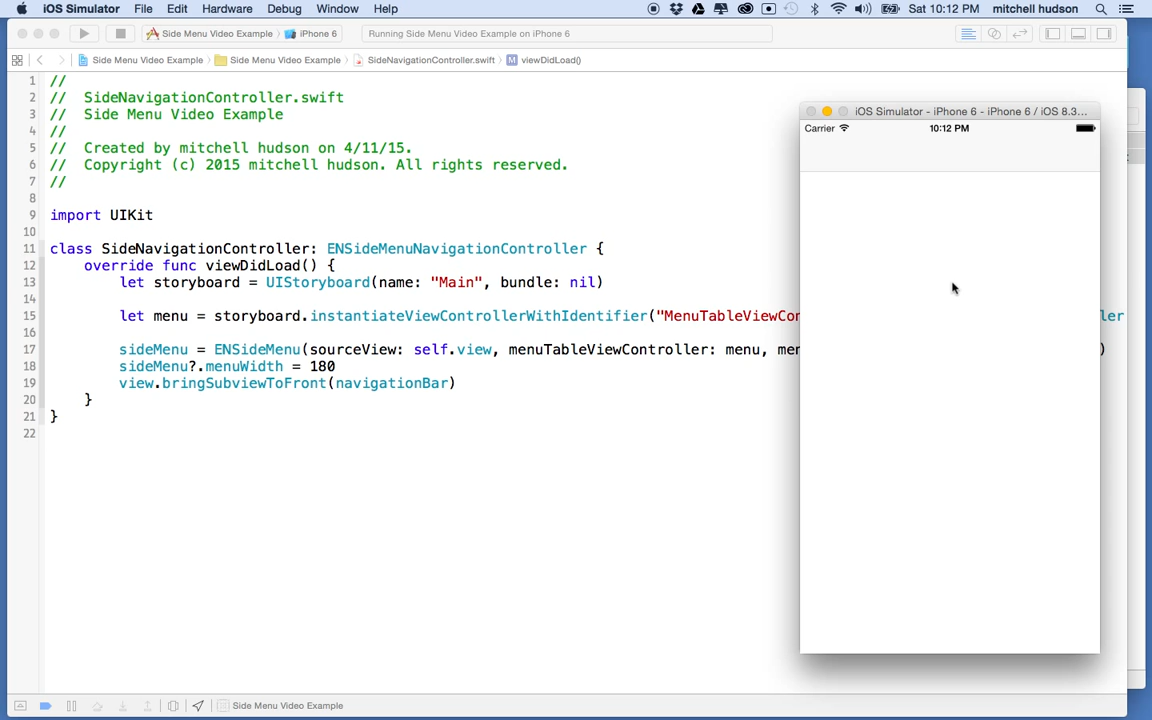 iOS Simulator File Edit Hardware Debug Window Help Sat 10:12 PM mitchell hudson
Side Menu Video Example iPhone 6 Running Side Menu Video Example on iPhone 6
Side Menu Video Example Side Menu Video Example SideNavigationController.swift M viewDidLoad()
1 //
2 // SideNavigationController.swift
3 // Side Menu Video Example
4 //
5 // Created by mitchell hudson on 4/11/15.
6 // Copyright (c) 2015 mitchell hudson. All rights reserved.
7 //
8
9 import UIKit
10
11 class SideNavigationController: ENSideMenuNavigationController {
12 override func viewDidLoad() {
13 let storyboard = UIStoryboard(name: "Main", bundle: nil)
14
15 let menu = storyboard.instantiateViewControllerWithIdentifier("MenuTableViewCon ler
16
17 sideMenu = ENSideMenu(sourceView: self.view, menuTableViewController: menu, men )
18 sideMenu?.menuWidth = 180
19 view.bringSubviewToFront(navigationBar)
20 }
21 }
22
iOS Simulator - iPhone 6 - iPhone 6 / iOS 8.3...
Carrier 10:12 PM
Side Menu Video Example